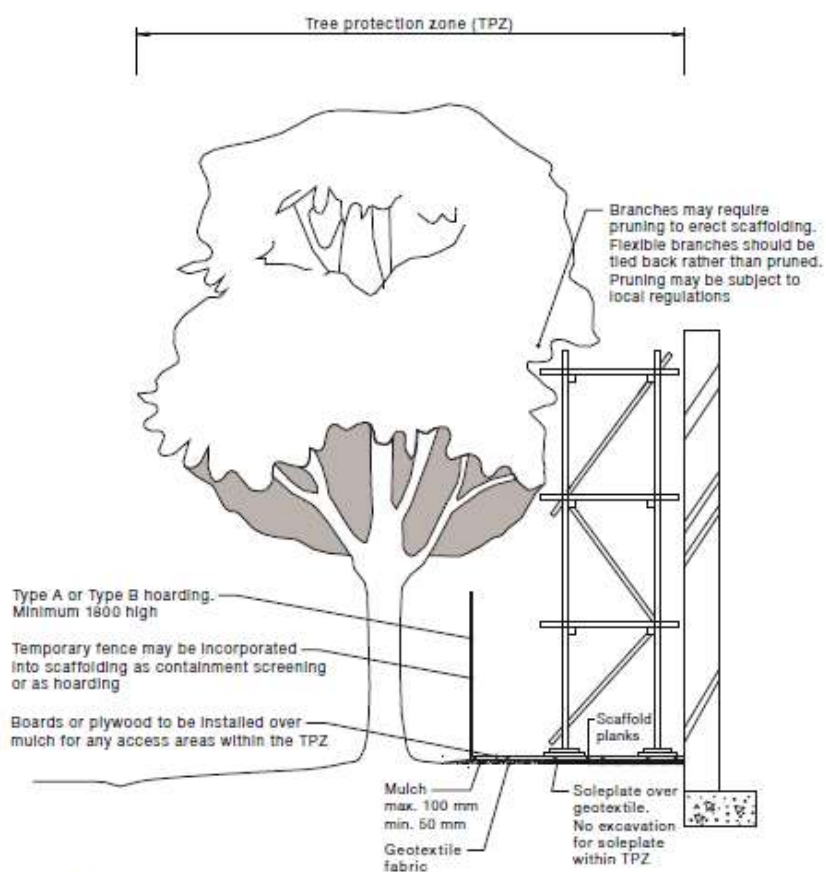 Tree protection zone (TPZ)
Branches may require
pruning to erect scaffolding.
Flexible branches should be
tied back rather than pruned.
Pruning may be subject to
local regulations
Type A or Type B hoarding.
Minimum 1800 high
Temporary fence may be incorporated
into scaffolding as containment screening
or as hoarding
Boards or plywood to be installed over
mulch for any access areas within the TPZ
Scaffold
planks
Mulch
max. 100 mm
min. 50 mm
Geotextile
fabric
Soleplate over
geotextile.
No excavation
for soleplate
within TPZ